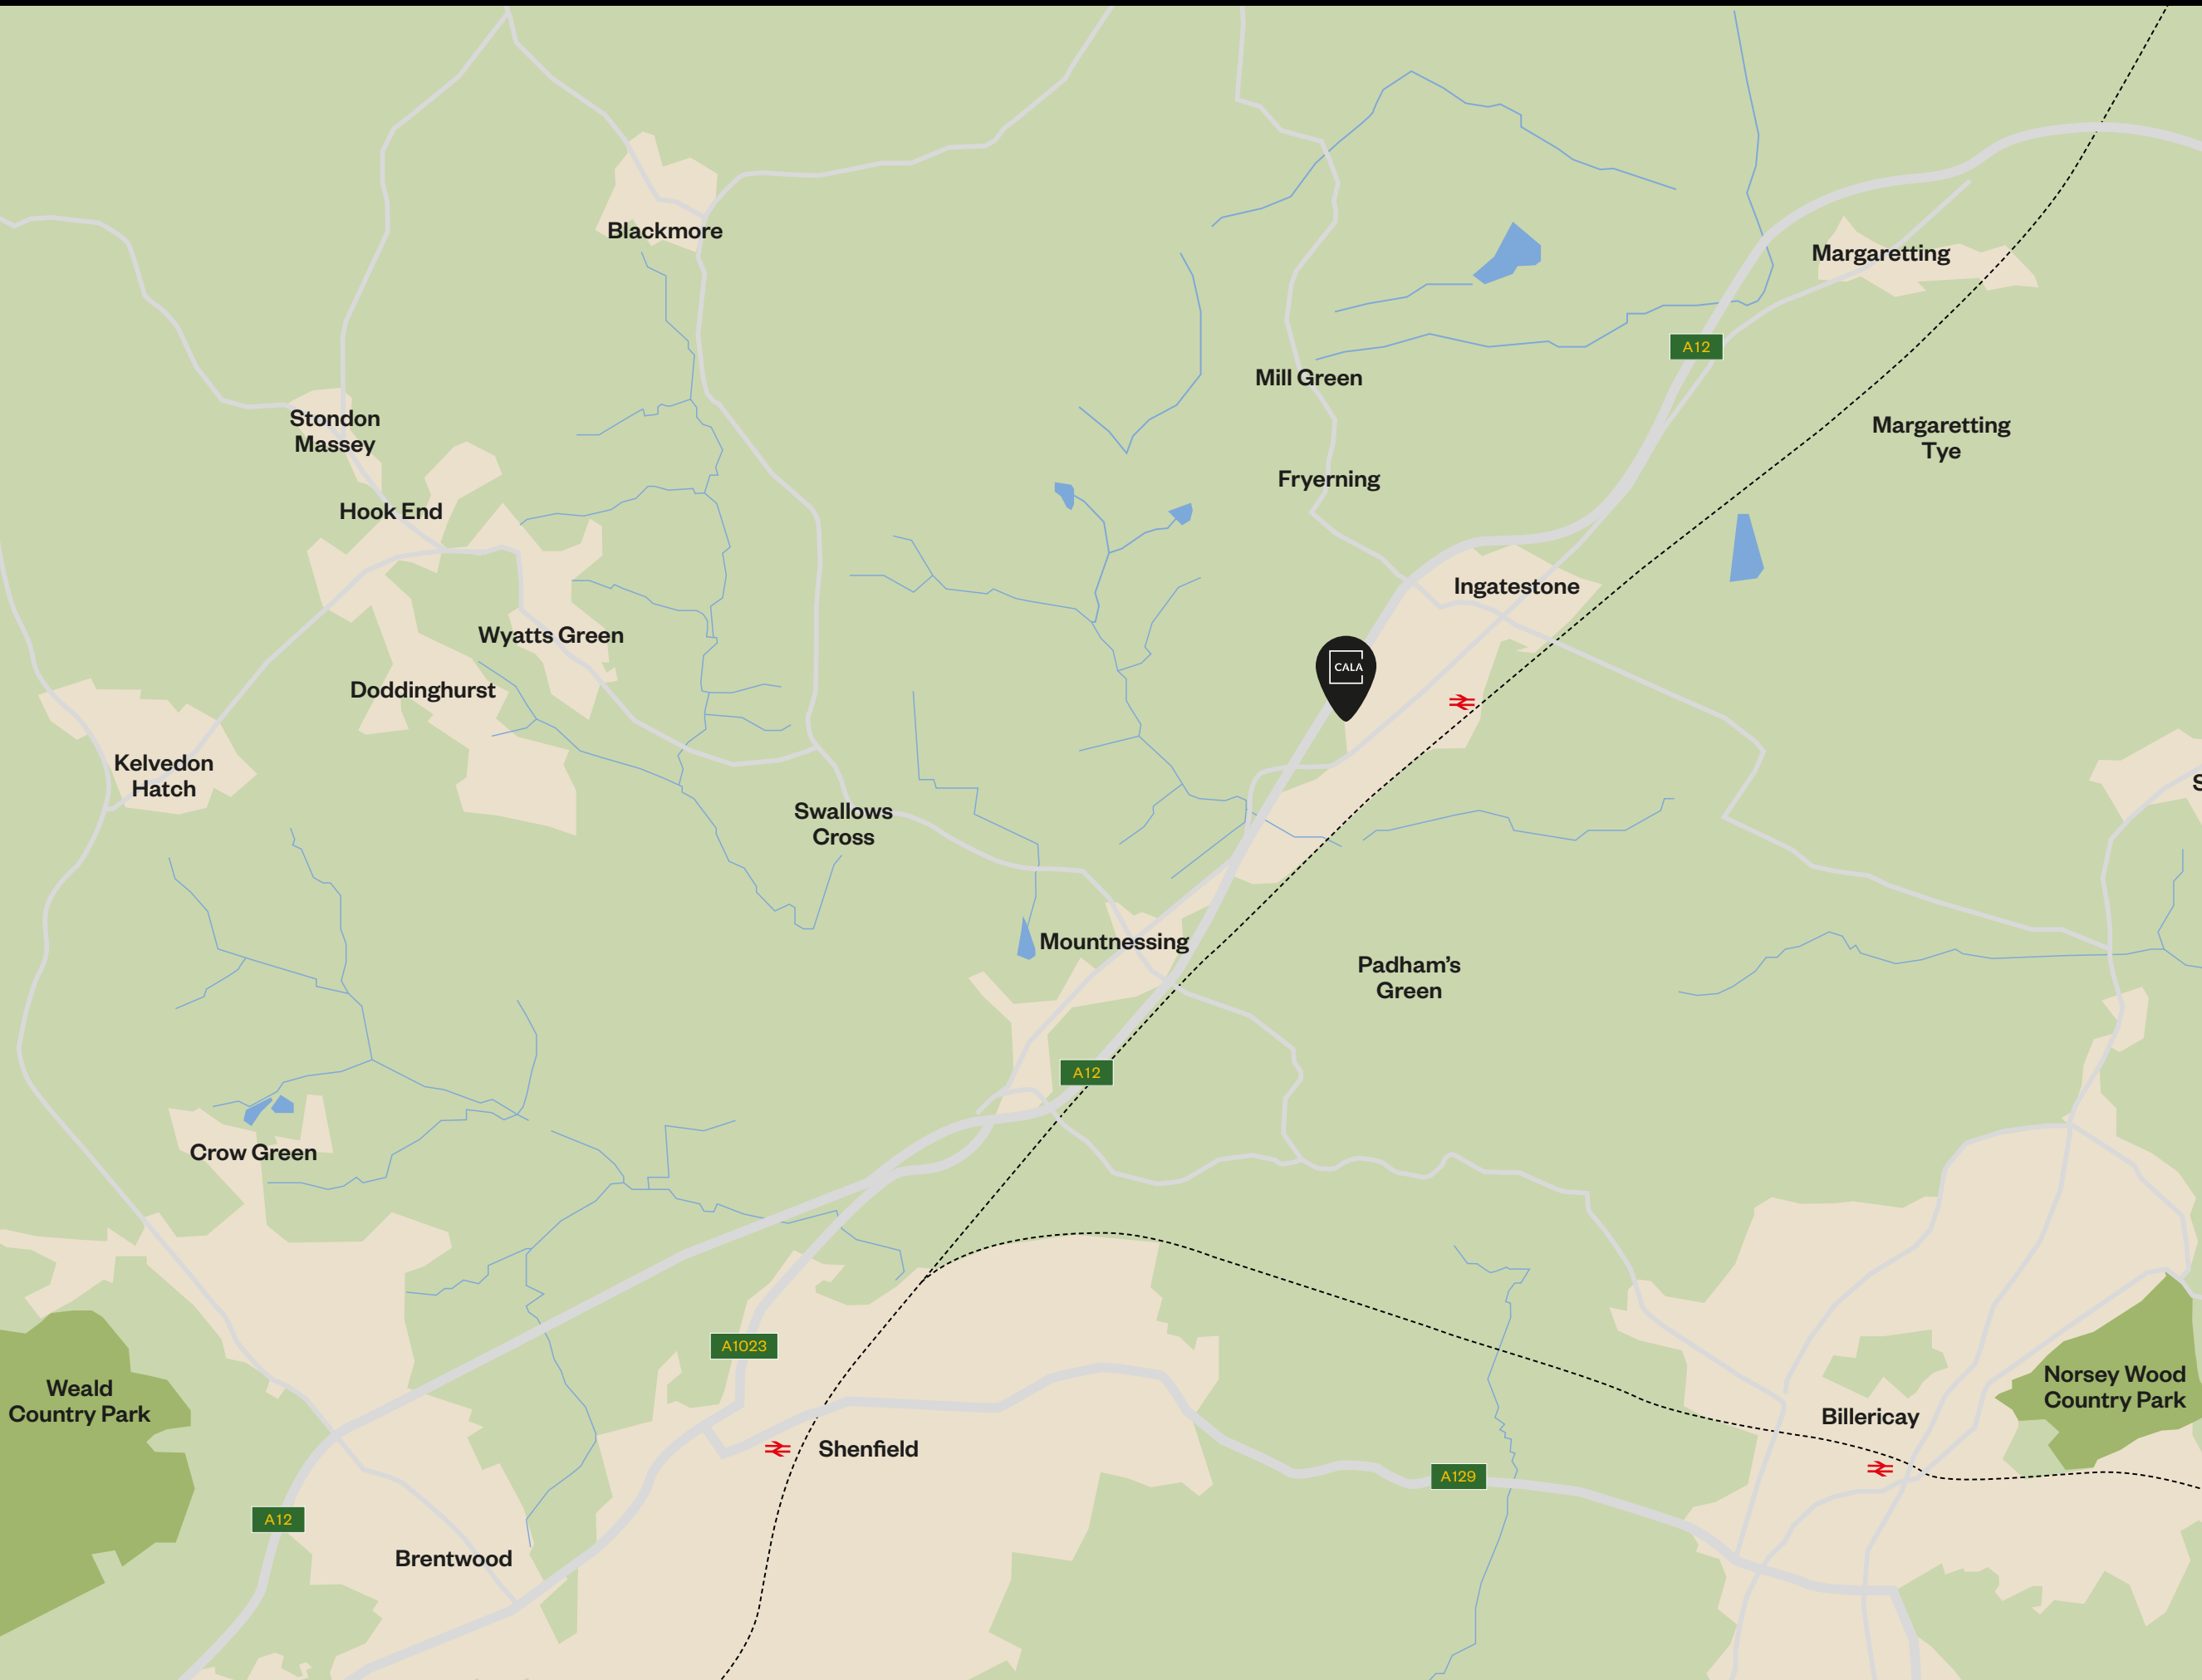 Blackmore
Margaretting
A12
Mill Green
Stondon
Massey
Margaretting
Tye
Fryerning
Hook End
Ingatestone
Wyatts Green
CALA
Doddinghurst
Kelvedon
Hatch
S
Swallows
Cross
Mountnessing
Padham’s
Green
A12
Crow Green
A1023
Weald
Country Park
Norsey Wood
Country Park
Billericay
Shenfield
A129
A12
Brentwood